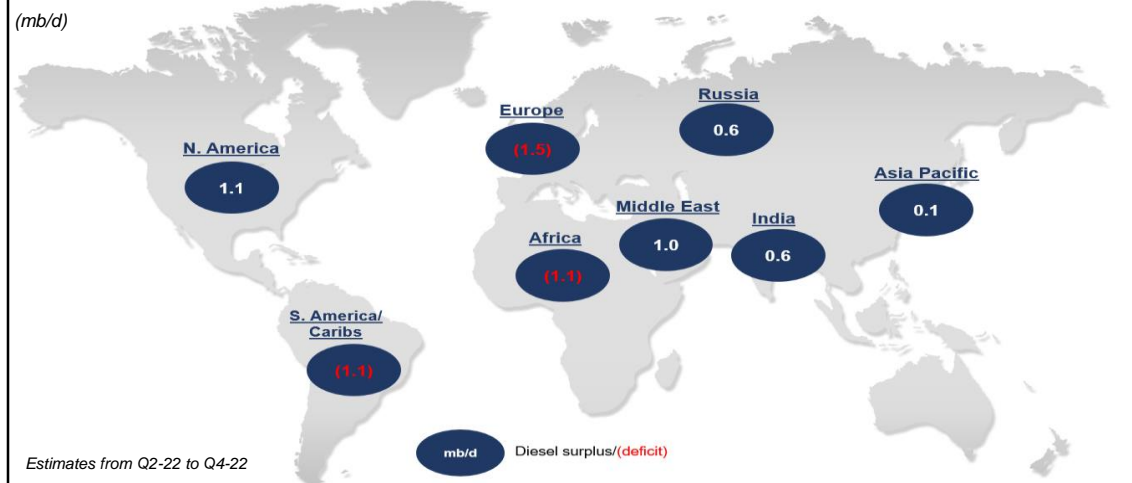 (mb/d)
Russia
0.6
Europe
(1.5)
N. America
1.1
Asia Pacific
0.1
Middle East
1.0
India
0.6
Africa
(1.1)
S. America/
Caribs
(1.1)
mb/d
Diesel surplus/(deficit)
Estimates from Q2-22 to Q4-22